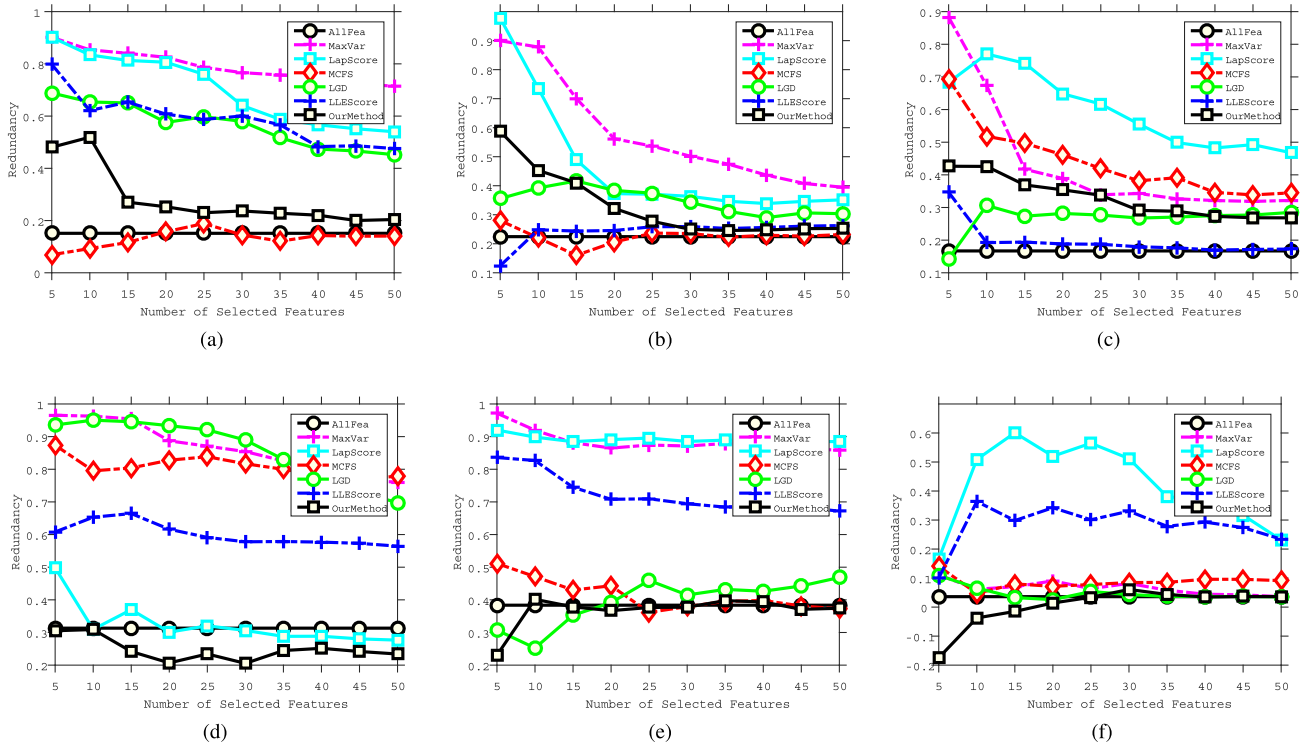 1
0.8
0.6
0.4
0.2
0
Redundancy
5 10 15 20 25 30 35 40 45 50
Number of Selected Features
AllFea
MaxVar
LapScore
MCFS
LGD
LLEScore
OurMethod
(a)
1
0.9
0.8
0.7
0.6
0.5
0.4
0.3
0.2
0.1
Redundancy
5 10 15 20 25 30 35 40 45 50
Number of Selected Features
AllFea
MaxVar
LapScore
MCFS
LGD
LLEScore
OurMethod
(b)
0.9
0.8
0.7
0.6
0.5
0.4
0.3
0.2
0.1
Redundancy
5 10 15 20 25 30 35 40 45 50
Number of Selected Features
AllFea
MaxVar
LapScore
MCFS
LGD
LLEScore
OurMethod
(c)
1
0.9
0.8
0.7
0.6
0.5
0.4
0.3
0.2
Redundancy
5 10 15 20 25 30 35 40 45 50
Number of Selected Features
AllFea
MaxVar
LapScore
MCFS
LGD
LLEScore
OurMethod
(d)
1
0.9
0.8
0.7
0.6
0.5
0.4
0.3
0.2
Redundancy
5 10 15 20 25 30 35 40 45 50
Number of Selected Features
AllFea
MaxVar
LapScore
MCFS
LGD
LLEScore
OurMethod
(e)
0.6
0.5
0.4
0.3
0.2
0.1
0
-0.1
-0.2
Redundancy
5 10 15 20 25 30 35 40 45 50
Number of Selected Features
AllFea
MaxVar
LapScore
MCFS
LGD
LLEScore
OurMethod
(f)